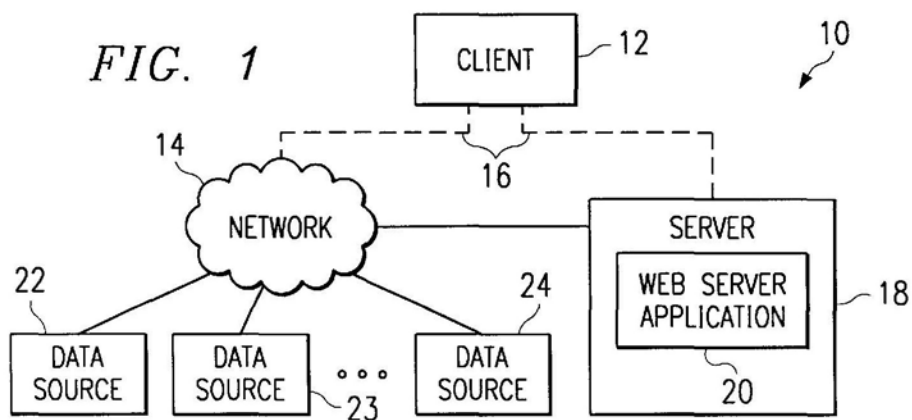 FIG. 1
CLIENT
12
10
14
16
NETWORK
SERVER
WEB SERVER
APPLICATION
18
20
22
DATA
SOURCE
DATA
SOURCE
23
24
DATA
SOURCE